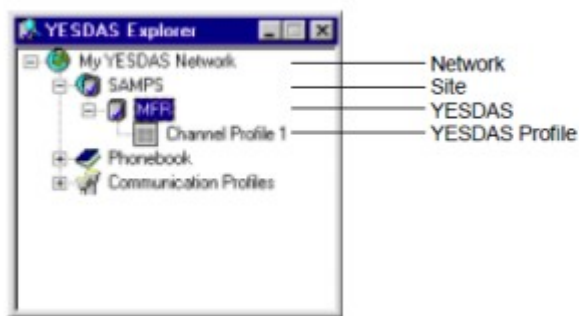 YESDAS Explorer
My YESDAS Network
SAMPS
MFR
Channel Profile 1
Phonebook
Communication Profiles
Network
Site
YESDAS
YESDAS Profile